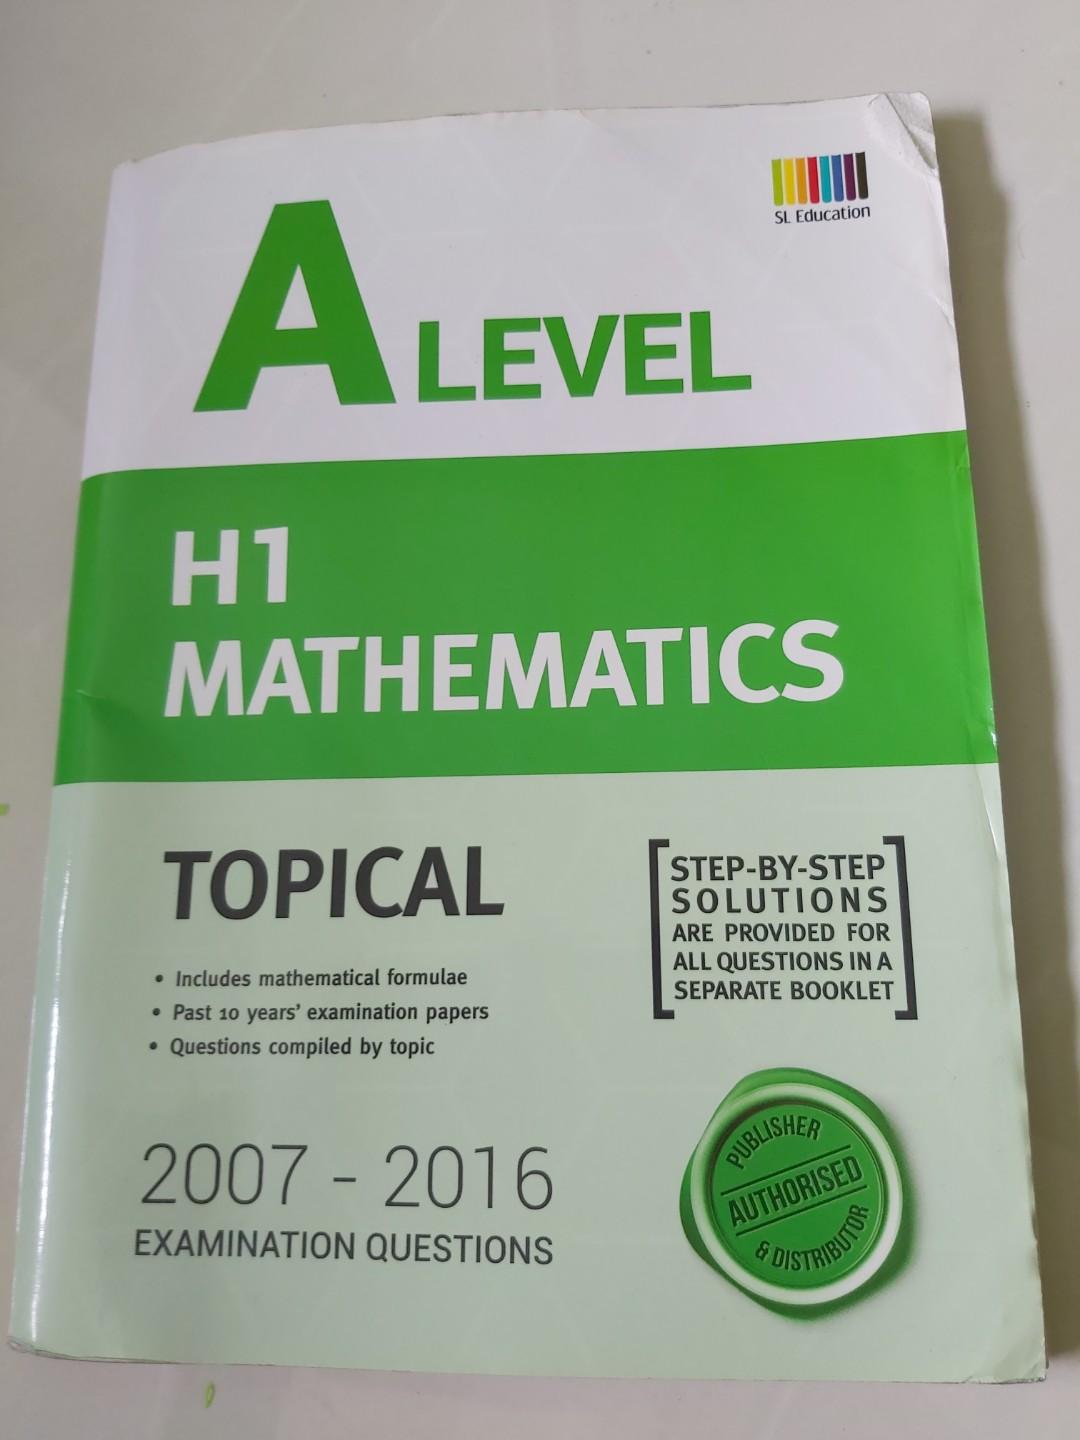 SL Education
A LEVEL
H1
MATHEMATICS
TOPICAL
• Includes mathematical formulae
• Past 10 years' examination papers
• Questions compiled by topic
STEP-BY-STEP
SOLUTIONS
ARE PROVIDED FOR
ALL QUESTIONS IN A
SEPARATE BOOKLET
2007 - 2016
EXAMINATION QUESTIONS
PUBLISHER
AUTHORISED
& DISTRIBUTOR